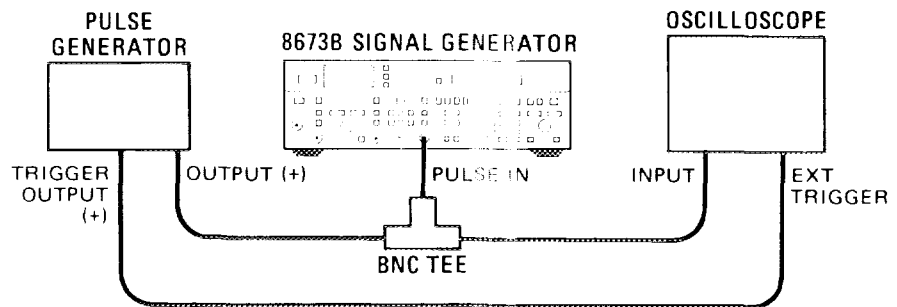 PULSE
GENERATOR
8673B SIGNAL GENERATOR
OSCILLOSCOPE
TRIGGER
OUTPUT
(+)
OUTPUT (+)
PULSE IN
INPUT
EXT
TRIGGER
BNC TEE